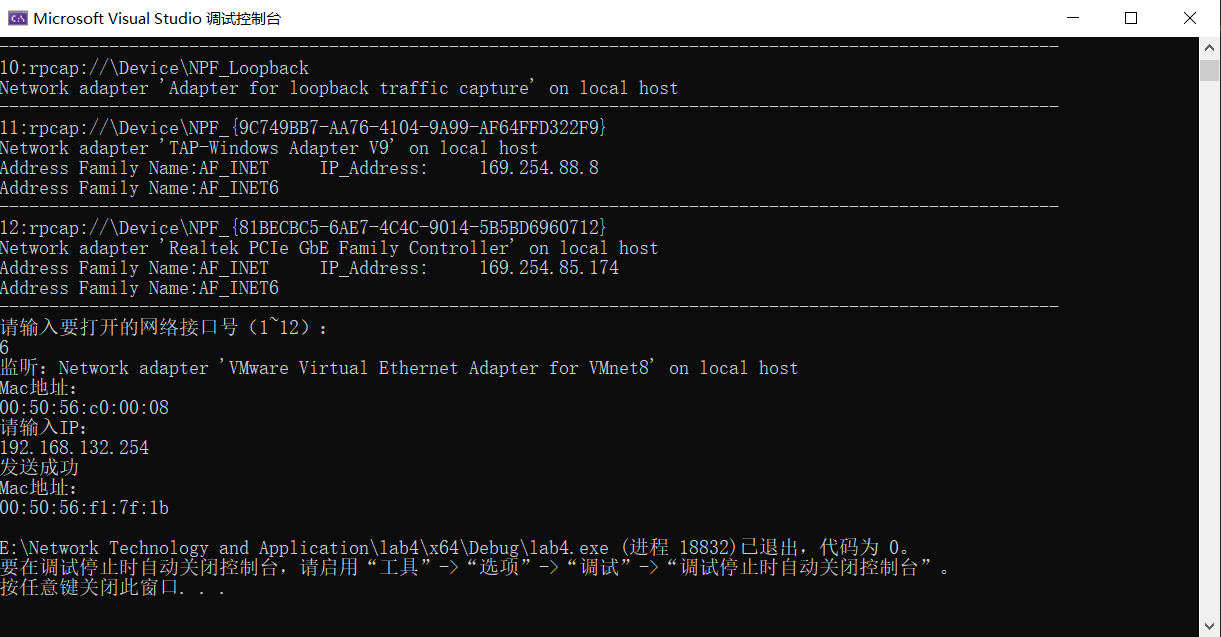 Microsoft Visual Studio 调试控制台
10:rpcap://\Device\NPF_Loopback
Network adapter 'Adapter for loopback traffic capture' on local host
11:rpcap://\Device\NPF_{9C749BB7-AA76-4104-9A99-AF64FFD322F9}
Network adapter 'TAP-Windows Adapter V9' on local host
Address Family Name:AF_INET     IP_Address:     169.254.88.8
Address Family Name:AF_INET6
12:rpcap://\Device\NPF_{81BECBC5-6AE7-4C4C-9014-5B5BD6960712}
Network adapter 'Realtek PCIe GbE Family Controller' on local host
Address Family Name:AF_INET     IP_Address:     169.254.85.174
Address Family Name:AF_INET6
请输入要打开的网络接口号（1~12）:
6
监听: Network adapter 'VMware Virtual Ethernet Adapter for VMnet8' on local host
Mac地址:
00:50:56:c0:00:08
请输入IP:
192.168.132.254
发送成功
Mac地址:
00:50:56:f1:7f:1b
E:\Network Technology and Application\lab4\x64\Debug\lab4.exe (进程 18832)已退出，代码为 0。
要在调试停止时自动关闭控制台，请启用“工具”->“选项”->“调试”->“调试停止时自动关闭控制台”。
按任意键关闭此窗口. . .